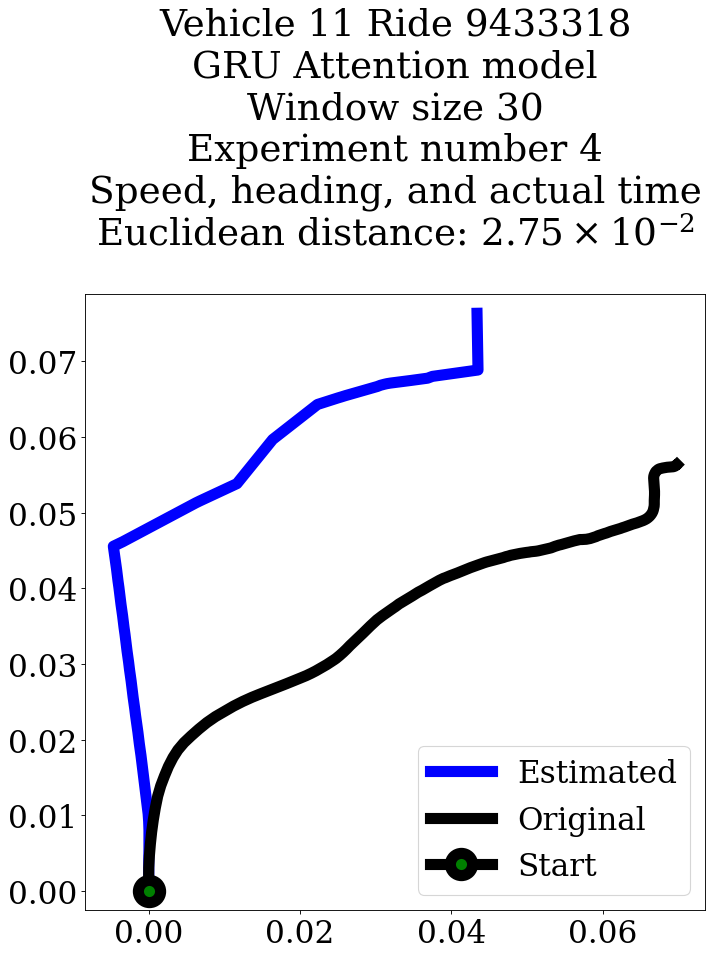 Vehicle 11 Ride 9433318
GRU Attention model
Window size 30
Experiment number 4
Speed, heading, and actual time
Euclidean distance: 2.75 × 10⁻²
0.07
0.06
0.05
0.04
0.03
0.02
0.01
0.00
Estimated
Original
Start
0.00 0.02 0.04 0.06